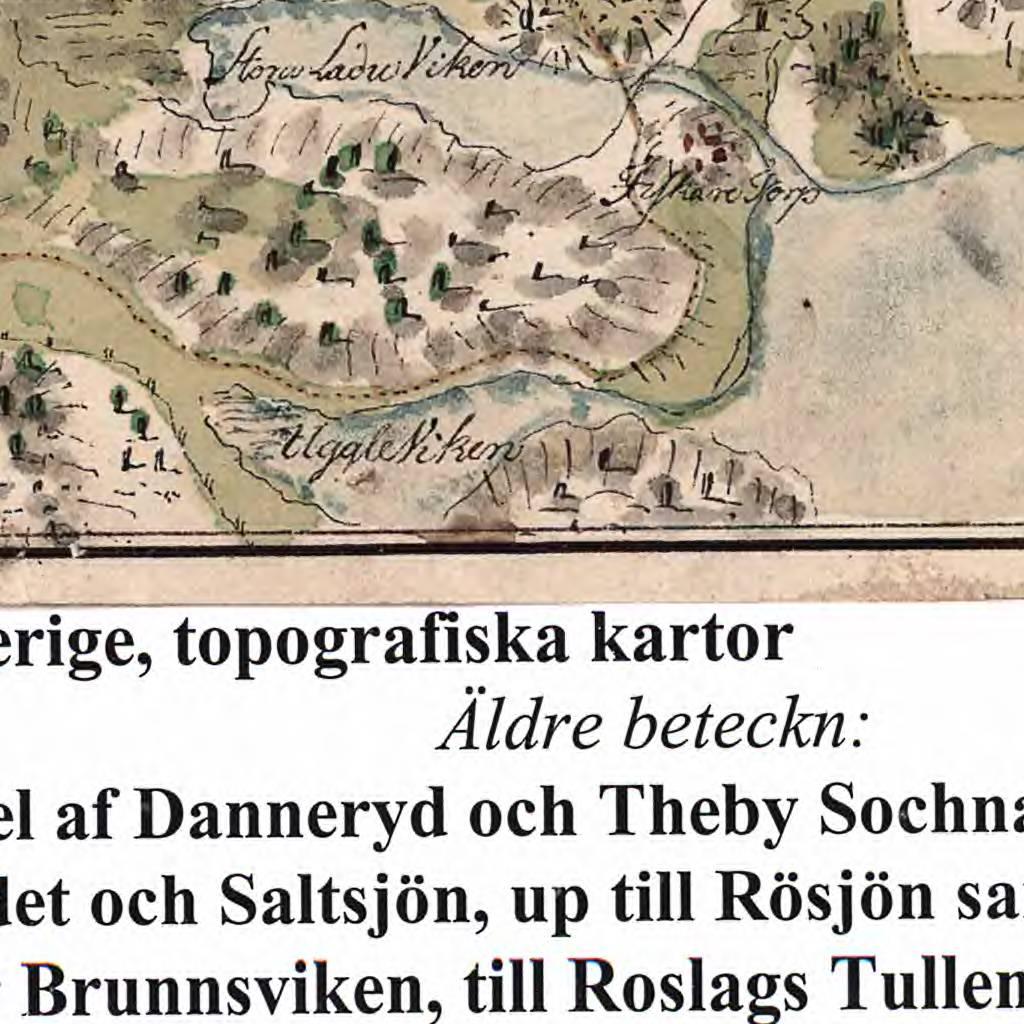 Stora Ladu Viken
Fiskare Torp
Uggle Viken
erige, topografiska kartor
Äldre beteckn:
el af Danneryd och Theby Sochna
det och Saltsjön, up till Rösjön sa
Brunnsviken, till Roslags Tullen